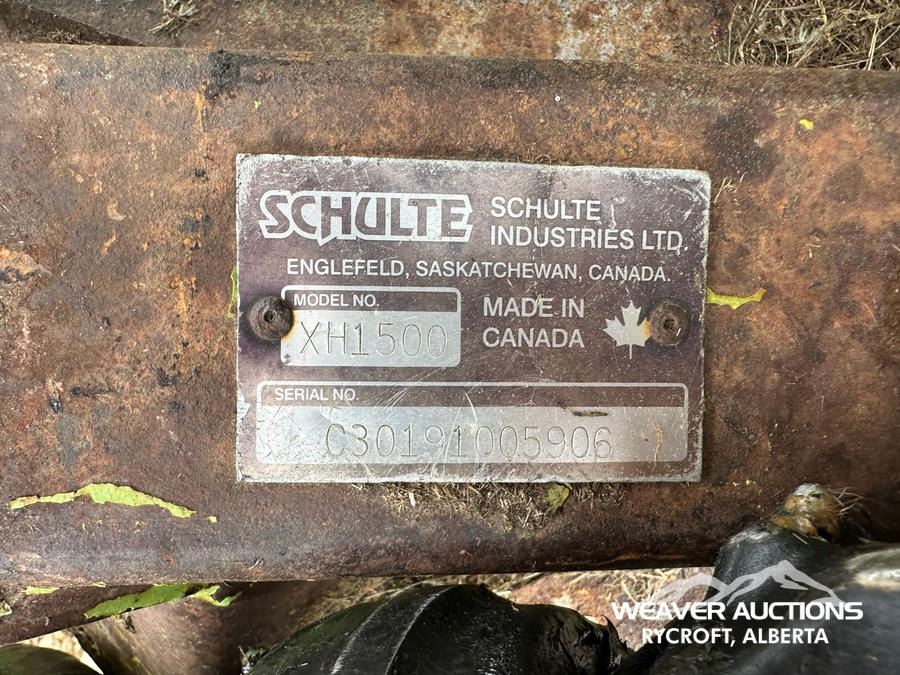 SCHULTE
SCHULTE
INDUSTRIES LTD.
ENGLEFELD, SASKATCHEWAN, CANADA
MODEL NO.
XH1500
MADE IN
CANADA
SERIAL NO.
C30191005906
WEAVER AUCTIONS
RYCROFT, ALBERTA